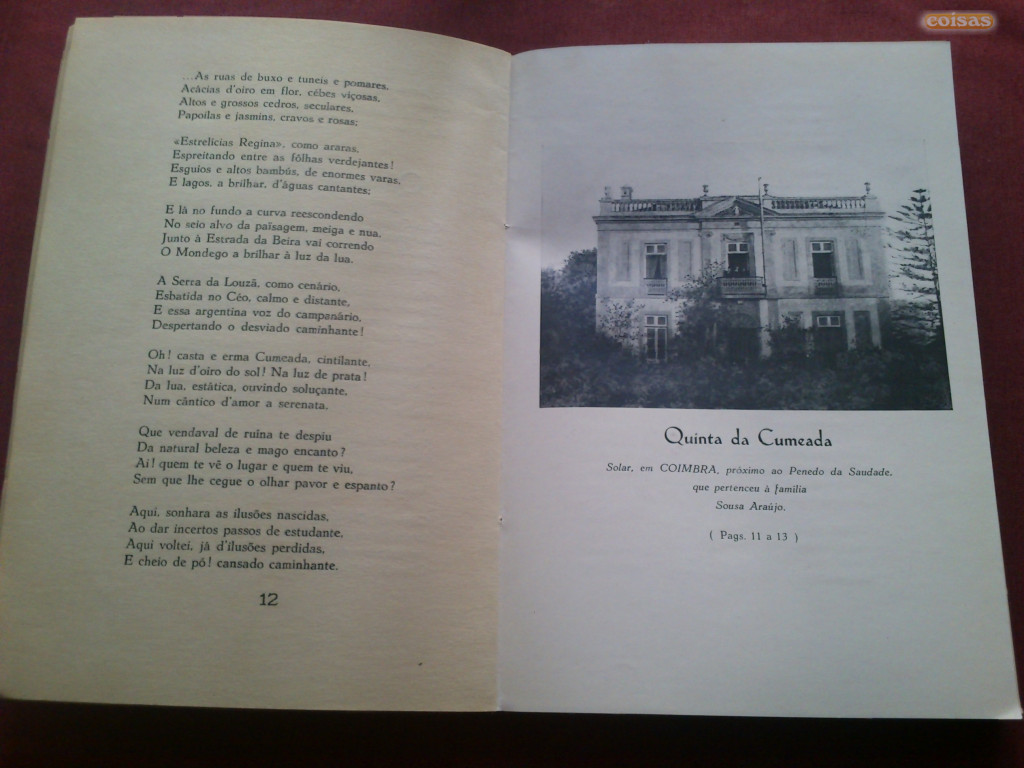 ...As ruas de buxo e tuneis e pomares,
Acácias d'oiro em flor, cébes viçosas,
Altos e grossos cedros, seculares,
Papoilas e jasmins, cravos e rosas;
«Estrelícias Regina», como araras,
Espreitando entre as fôlhas verdejantes!
Esguios e altos bambús, de enormes varas,
E lagos, a brilhar, d'águas cantantes;
E lá no fundo a curva reescondendo
No seio alvo da païsagem, meiga e nua,
Junto à Estrada da Beira vai correndo
O Mondego a brilhar à luz da lua.
A Serra da Louzã, como cenário,
Esbatida no Céo, calmo e distante,
E essa argentina voz do campanário,
Despertando o desviado caminhante!
Oh! casta e erma Cumeada, cintilante,
Na luz d'oiro do sol! Na luz de prata!
Da lua, estática, ouvindo soluçante,
Num cântico d'amor a serenata.
Que vendaval de ruína te despiu
Da natural beleza e mago encanto?
Ai! quem te vê o lugar e quem te viu,
Sem que lhe cegue o olhar pavor e espanto?
Aqui, sonhara as ilusões nascidas,
Ao dar incertos passos de estudante,
Aqui voltei, já d'ilusões perdidas,
E cheio de pó! cansado caminhante.
12
coisas
Quinta da Cumeada
Solar, em COIMBRA, próximo ao Penedo da Saudade,
que pertenceu à família
Sousa Araújo.
( Pags. 11 a 13 )